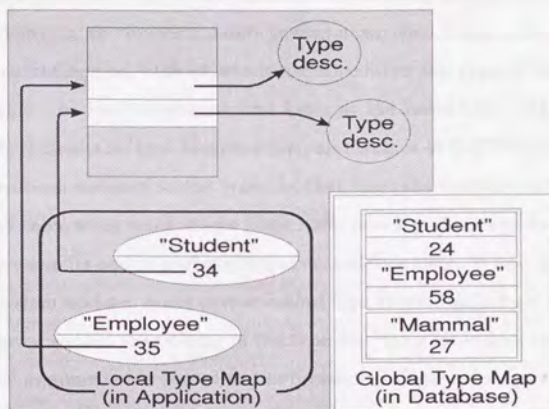 Type
desc.
Type
desc.
"Student"
34
"Employee"
35
Local Type Map
(in Application)
"Student"
24
"Employee"
58
"Mammal"
27
Global Type Map
(in Database)